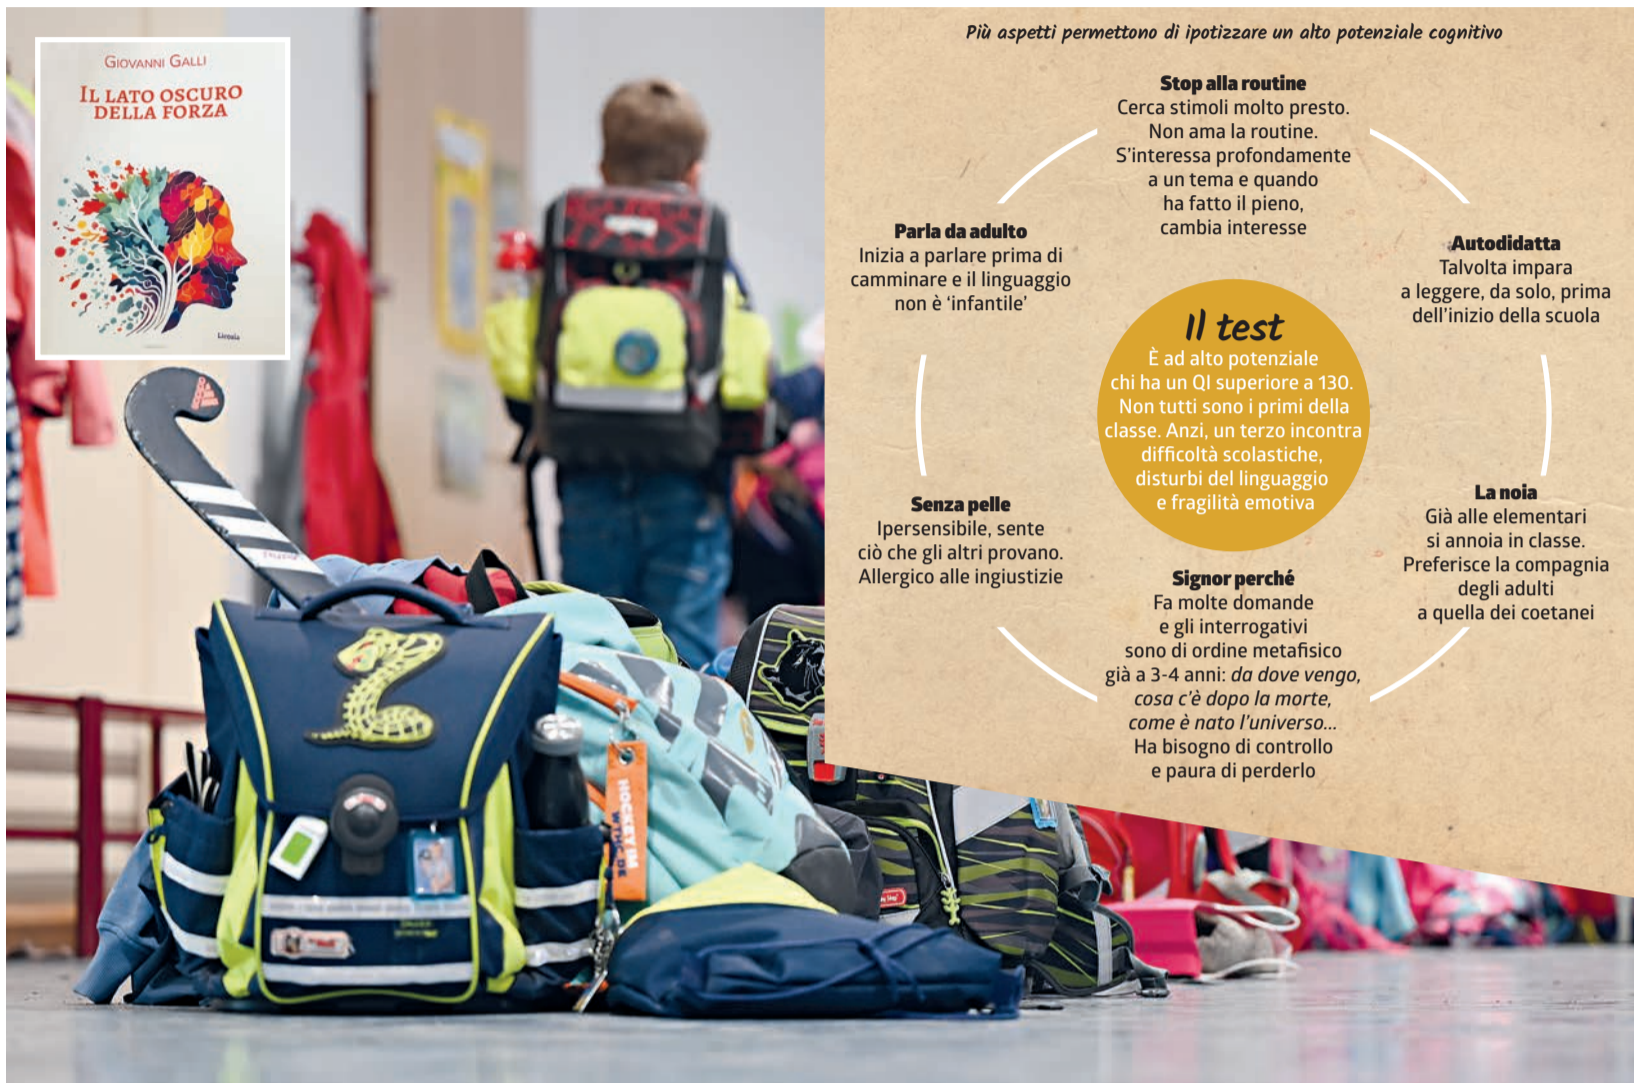 GIOVANNI GALLI
IL LATO OSCURO
DELLA FORZA
Licosia
Più aspetti permettono di ipotizzare un alto potenziale cognitivo
Stop alla routine
Cerca stimoli molto presto.
Non ama la routine.
S'interessa profondamente
a un tema e quando
ha fatto il pieno,
cambia interesse
Autodidatta
Talvolta impara
a leggere, da solo, prima
dell'inizio della scuola
La noia
Già alle elementari
si annoia in classe.
Preferisce la compagnia
degli adulti
a quella dei coetanei
Signor perché
Fa molte domande
e gli interrogativi
sono di ordine metafisico
già a 3-4 anni: da dove vengo,
cosa c'è dopo la morte,
come è nato l'universo...
Ha bisogno di controllo
e paura di perderlo
Senza pelle
Ipersensibile, sente
ciò che gli altri provano.
Allergico alle ingiustizie
Parla da adulto
Inizia a parlare prima di
camminare e il linguaggio
non è 'infantile'
Il test
È ad alto potenziale
chi ha un QI superiore a 130.
Non tutti sono i primi della
classe. Anzi, un terzo incontra
difficoltà scolastiche,
disturbi del linguaggio
e fragilità emotiva
HOCKEY IM
WTHC.DE